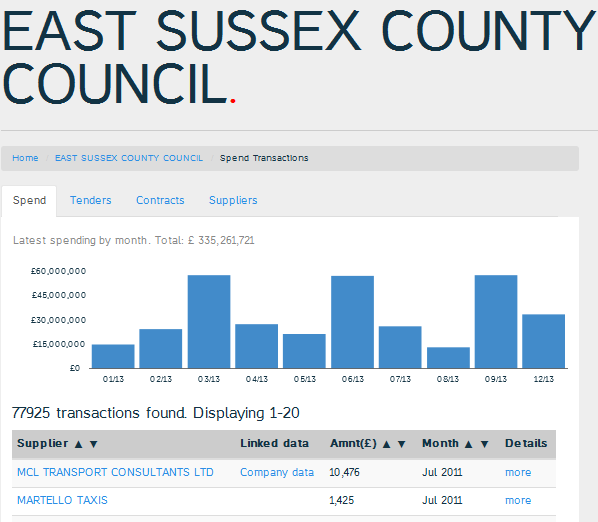 EAST SUSSEX COUNTY
COUNCIL.
Home / EAST SUSSEX COUNTY COUNCIL / Spend Transactions
Spend Tenders Contracts Suppliers
Latest spending by month. Total: £ 335,261,721
£60,000,000
£45,000,000
£30,000,000
£15,000,000
£0
01/13 02/13 03/13 04/13 05/13 06/13 07/13 08/13 09/13 12/13
77925 transactions found. Displaying 1-20
Supplier ▲ ▼ Linked data Amnt(£) ▲ ▼ Month ▲ ▼ Details
MCL TRANSPORT CONSULTANTS LTD Company data 10,476 Jul 2011 more
MARTELLO TAXIS 1,425 Jul 2011 more